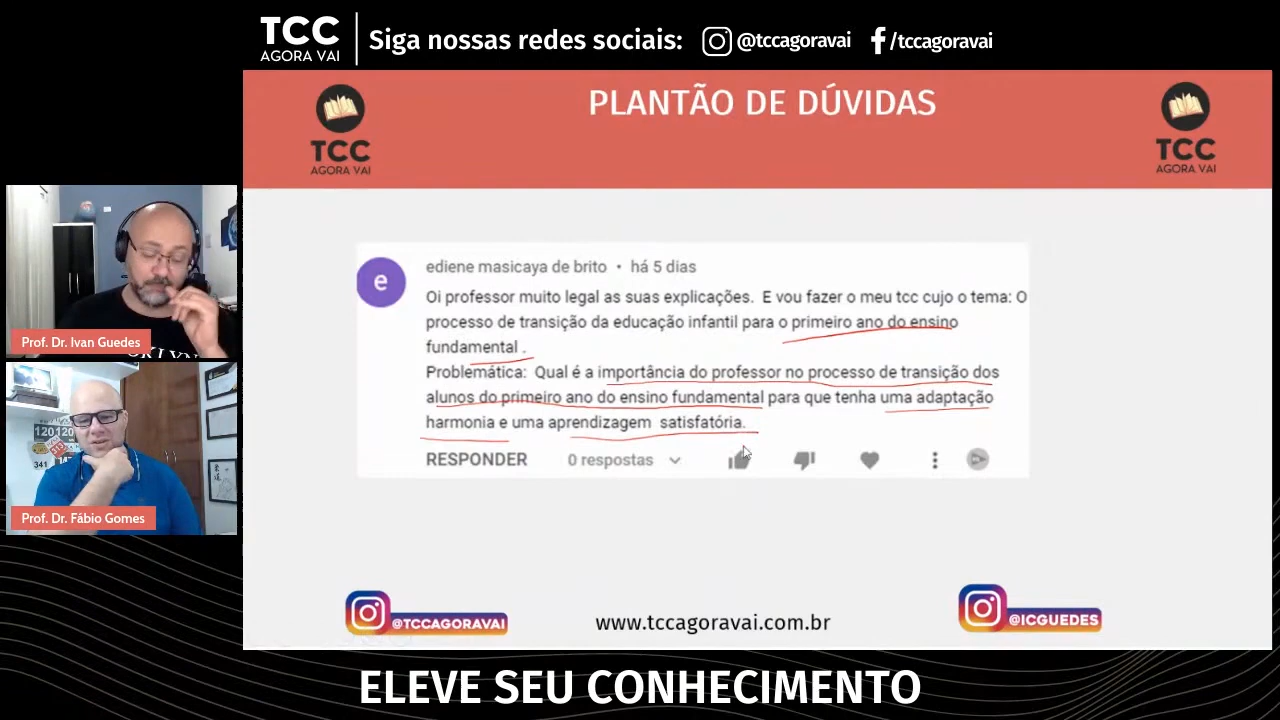 TCC
AGORA VAI
Siga nossas redes sociais:
@tccagoravai
/tccagoravai
PLANTÃO DE DÚVIDAS
TCC
AGORA VAI
TCC
AGORA VAI
e
ediene masicaya de brito • há 5 dias
Oi professor muito legal as suas explicações. E vou fazer o meu tcc cujo o tema: O
processo de transição da educação infantil para o primeiro ano do ensino
fundamental .
Problemática: Qual é a importância do professor no processo de transição dos
alunos do primeiro ano do ensino fundamental para que tenha uma adaptação
harmonia e uma aprendizagem satisfatória.
RESPONDER
0 respostas
Prof. Dr. Ivan Guedes
120
120
341
Prof. Dr. Fábio Gomes
@TCCAGORAVAI
www.tccagoravai.com.br
@ICGUEDES
ELEVE SEU CONHECIMENTO